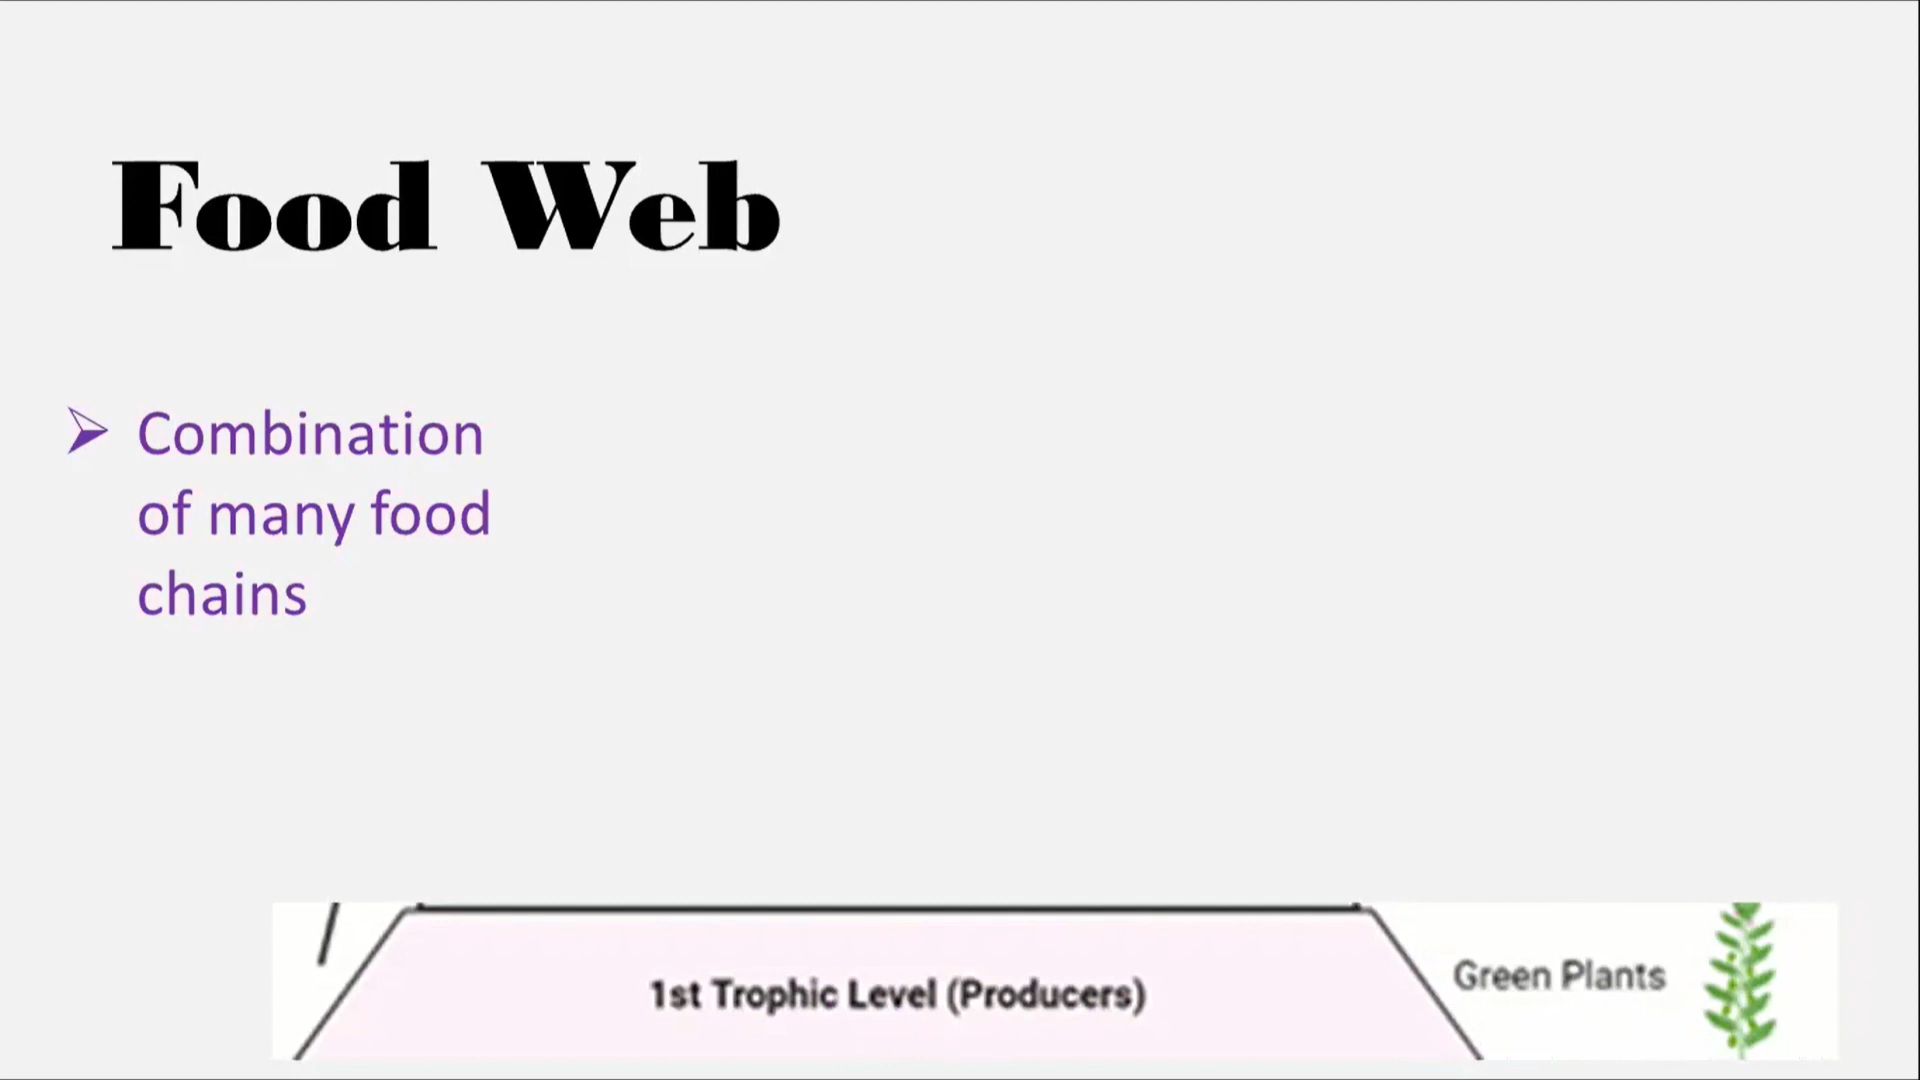 Food Web
Combination
of many food
chains
1st Trophic Level (Producers)
Green Plants